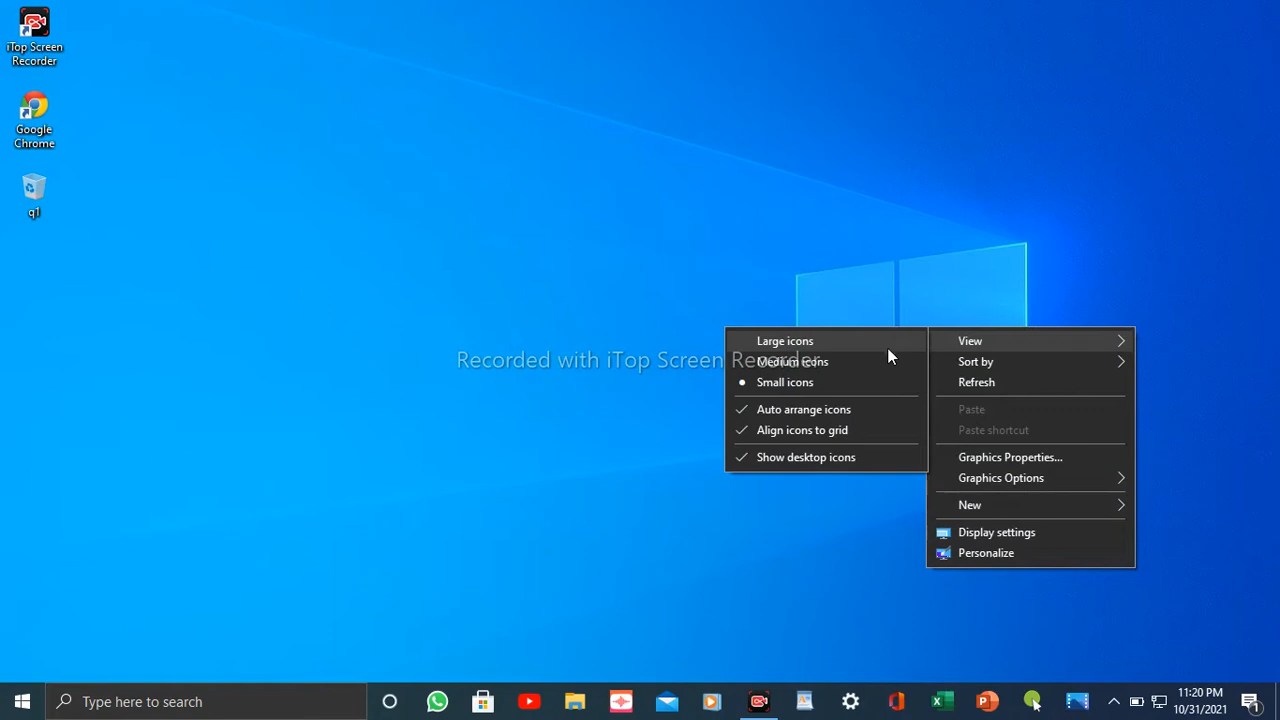 iTop Screen
Recorder
Google
Chrome
q1
Recorded with iTop Screen Recorder
Large icons
Medium icons
Small icons
Auto arrange icons
Align icons to grid
Show desktop icons
View
Sort by
Refresh
Paste
Paste shortcut
Graphics Properties...
Graphics Options
New
Display settings
Personalize
Type here to search
11:20 PM
10/31/2021
1